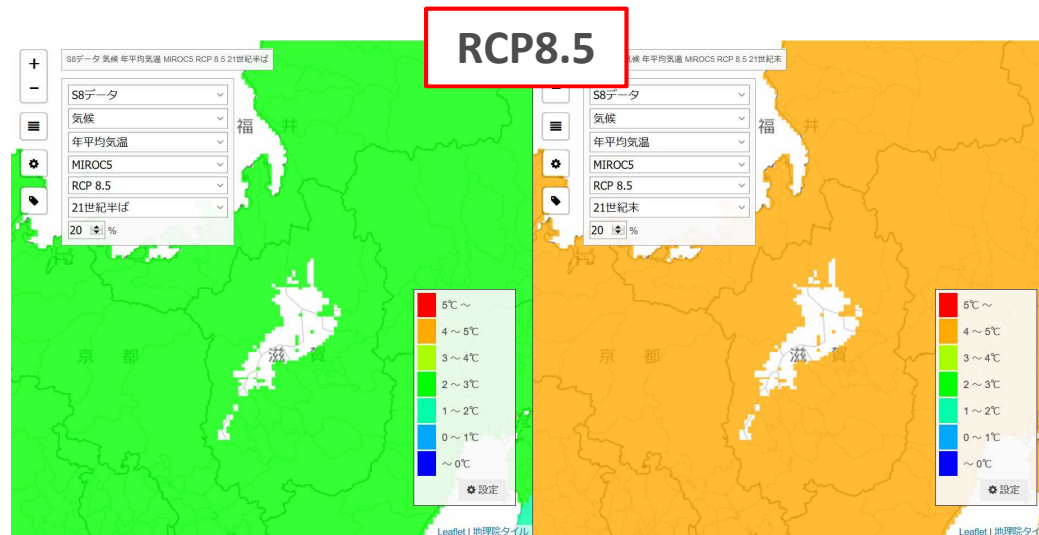 RCP8.5
S8データ 気候 年平均気温 MIROC5 RCP 8.5 21世紀半ば
S8データ
気候
年平均気温
MIROC5
RCP 8.5
21世紀半ば
20 %
福井
京都
滋賀
5℃ ~
4 ~ 5℃
3 ~ 4℃
2 ~ 3℃
1 ~ 2℃
0 ~ 1℃
~ 0℃
設定
Leaflet | 地理院タイル
年平均気温 MIROC5 RCP 8.5 21世紀末
S8データ
気候
年平均気温
MIROC5
RCP 8.5
21世紀末
20 %
福井
京都
滋賀
5℃ ~
4 ~ 5℃
3 ~ 4℃
2 ~ 3℃
1 ~ 2℃
0 ~ 1℃
~ 0℃
設定
Leaflet | 地理院タイ